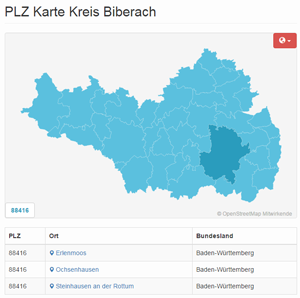 PLZ Karte Kreis Biberach
88416
© OpenStreetMap Mitwirkende
PLZ Ort Bundesland
88416 Erlenmoos Baden-Württemberg
88416 Ochsenhausen Baden-Württemberg
88416 Steinhausen an der Rottum Baden-Württemberg